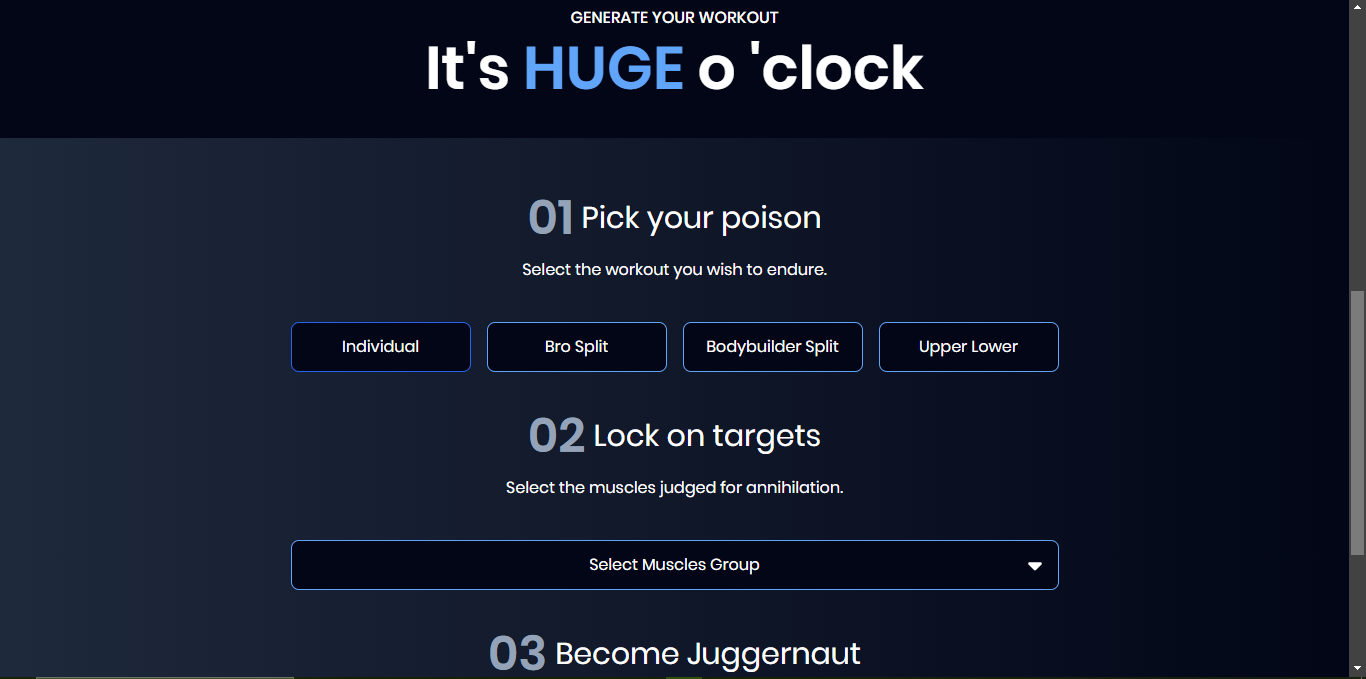 GENERATE YOUR WORKOUT
It's HUGE o 'clock
01 Pick your poison
Select the workout you wish to endure.
Individual
Bro Split
Bodybuilder Split
Upper Lower
02 Lock on targets
Select the muscles judged for annihilation.
Select Muscles Group
03 Become Juggernaut